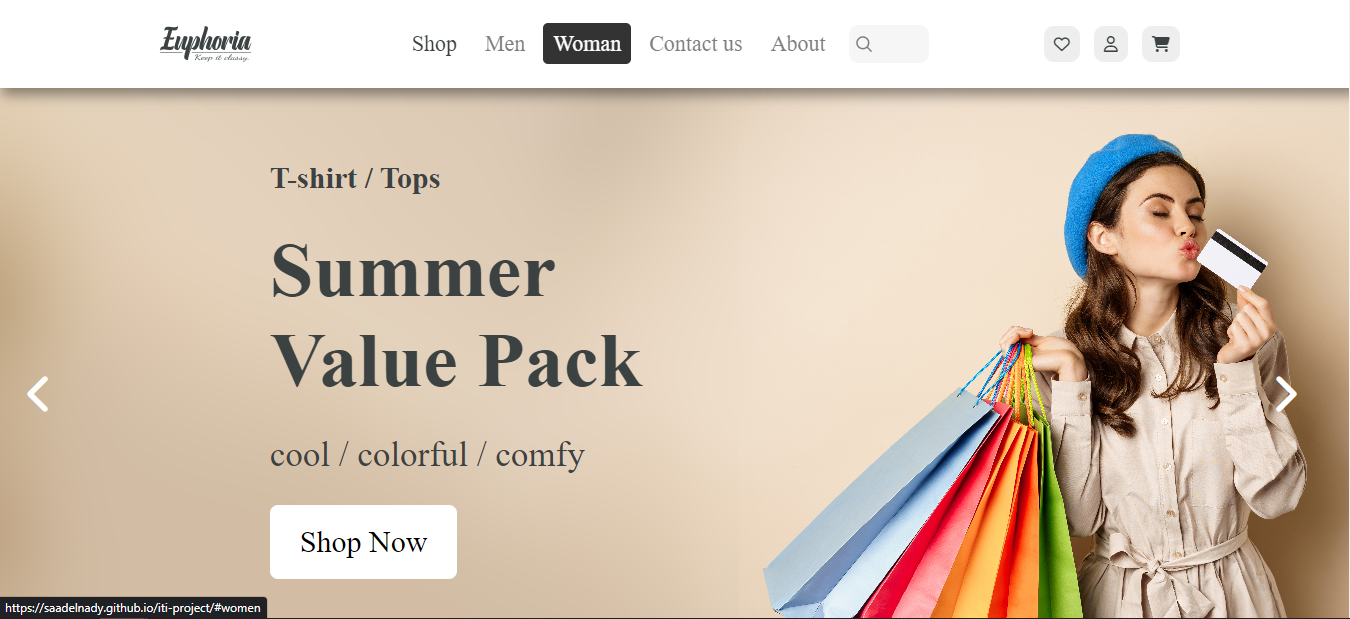 Euphoria
Keep it classy.
Shop Men Woman Contact us About
T-shirt / Tops
Summer
Value Pack
cool / colorful / comfy
Shop Now
https://saadelnady.github.io/iti-project/#women